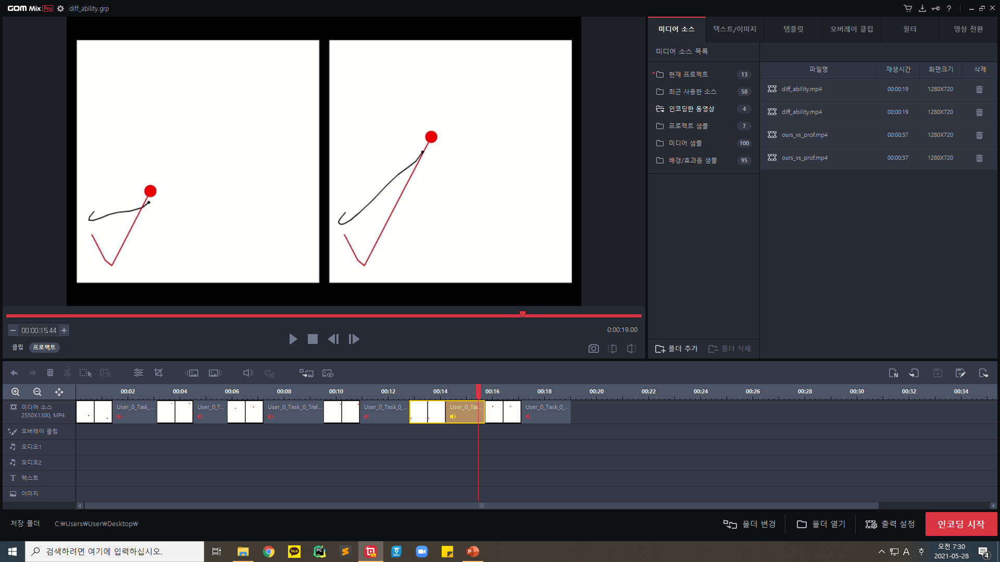 GOM Mix Pro diff_ability.grp
미디어 소스 텍스트/이미지 템플릿 오버레이 클립 필터 영상 전환
미디어 소스 목록
파일명 재생시간 화면크기 삭제
현재 프로젝트 13
최근 사용한 소스 58
인코딩한 동영상 4
프로젝트 샘플 7
미디어 샘플 100
배경/효과음 샘플 95
diff_ability.mp4 00:00:19 1280X720
diff_ability.mp4 00:00:19 1280X720
ours_vs_prof.mp4 00:00:37 1280X720
ours_vs_prof.mp4 00:00:37 1280X720
00:00:15.44
0:00:19.00
클립 프로젝트
폴더 추가 폴더 삭제
00:02 00:04 00:06 00:08 00:10 00:12 00:14 00:16 00:18 00:20 00:22 00:24 00:26 00:28 00:30 00:32 00:34
미디어 소스
2550X1300, MP4
User_0_Task_... User_0_T... User_0_Task_0_Trial... User_0_Task_0_... User_0_Tas... User_0_Task_0_...
오버레이 클립
오디오1
오디오2
텍스트
이미지
저장 폴더 C:₩Users₩User₩Desktop₩
폴더 변경 폴더 열기 출력 설정 인코딩 시작
검색하려면 여기에 입력하십시오.
TALK
PC
Pro
P
A
오전 7:30
2021-05-28
4